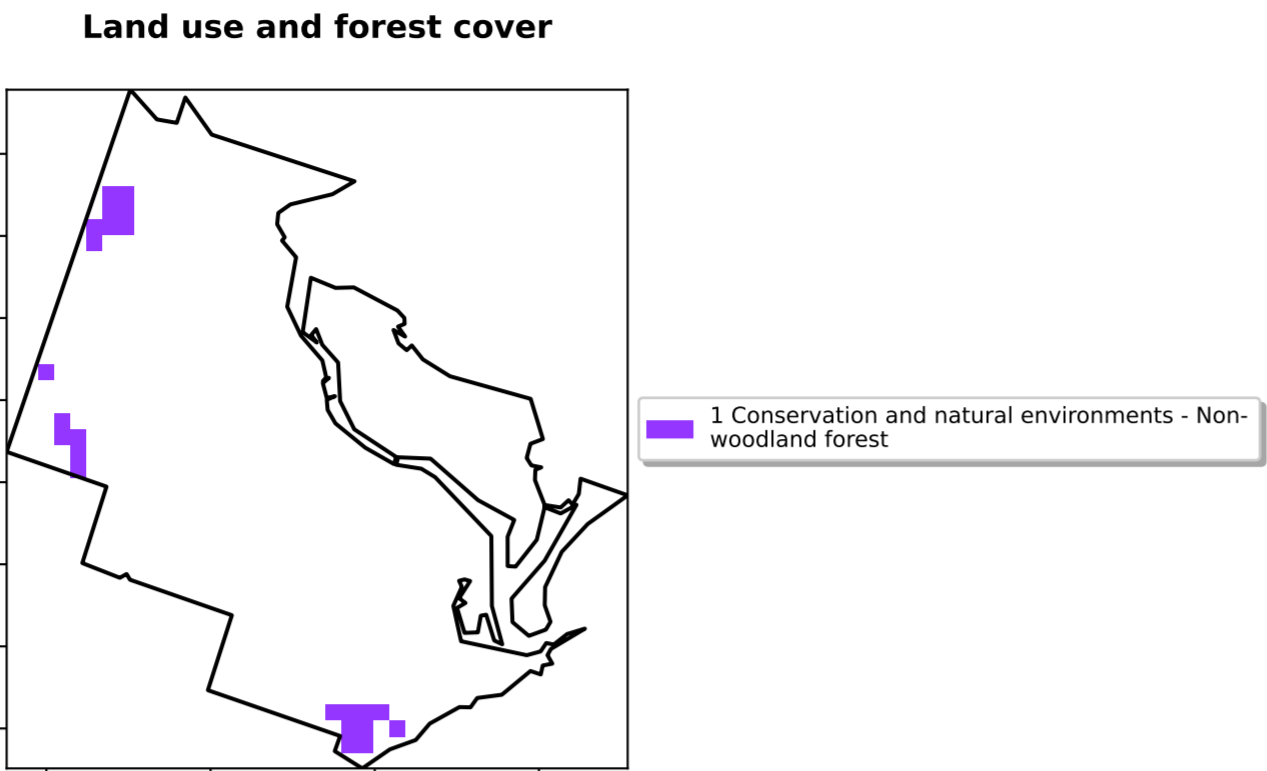 Land use and forest cover
1 Conservation and natural environments - Non-
woodland forest